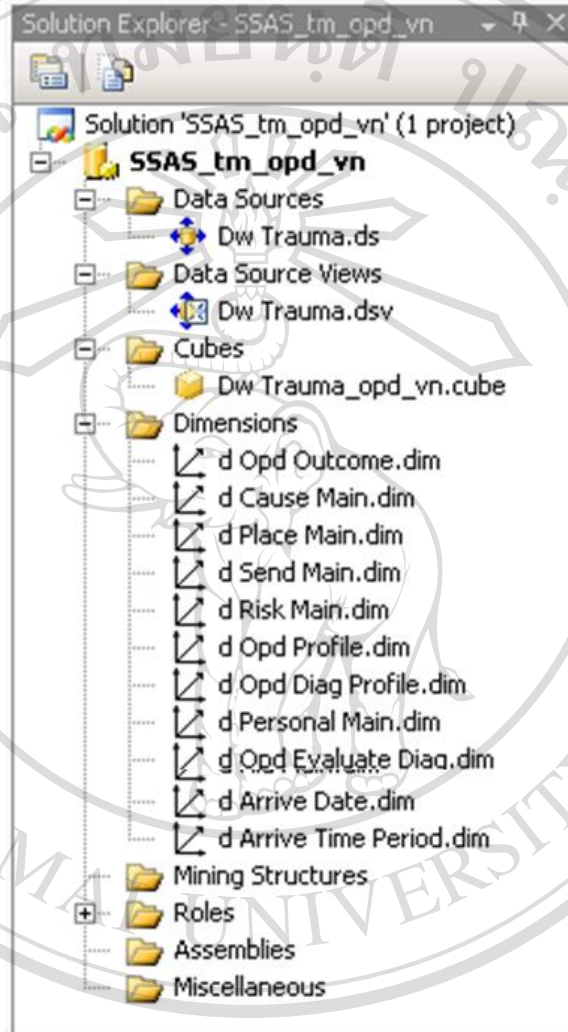 Solution Explorer - SSAS_tm_opd_vn
Solution 'SSAS_tm_opd_vn' (1 project)
SSAS_tm_opd_vn
Data Sources
Dw Trauma.ds
Data Source Views
Dw Trauma.dsv
Cubes
Dw Trauma_opd_vn.cube
Dimensions
d Opd Outcome.dim
d Cause Main.dim
d Place Main.dim
d Send Main.dim
d Risk Main.dim
d Opd Profile.dim
d Opd Diag Profile.dim
d Personal Main.dim
d Opd Evaluate Diag.dim
d Arrive Date.dim
d Arrive Time Period.dim
Mining Structures
Roles
Assemblies
Miscellaneous